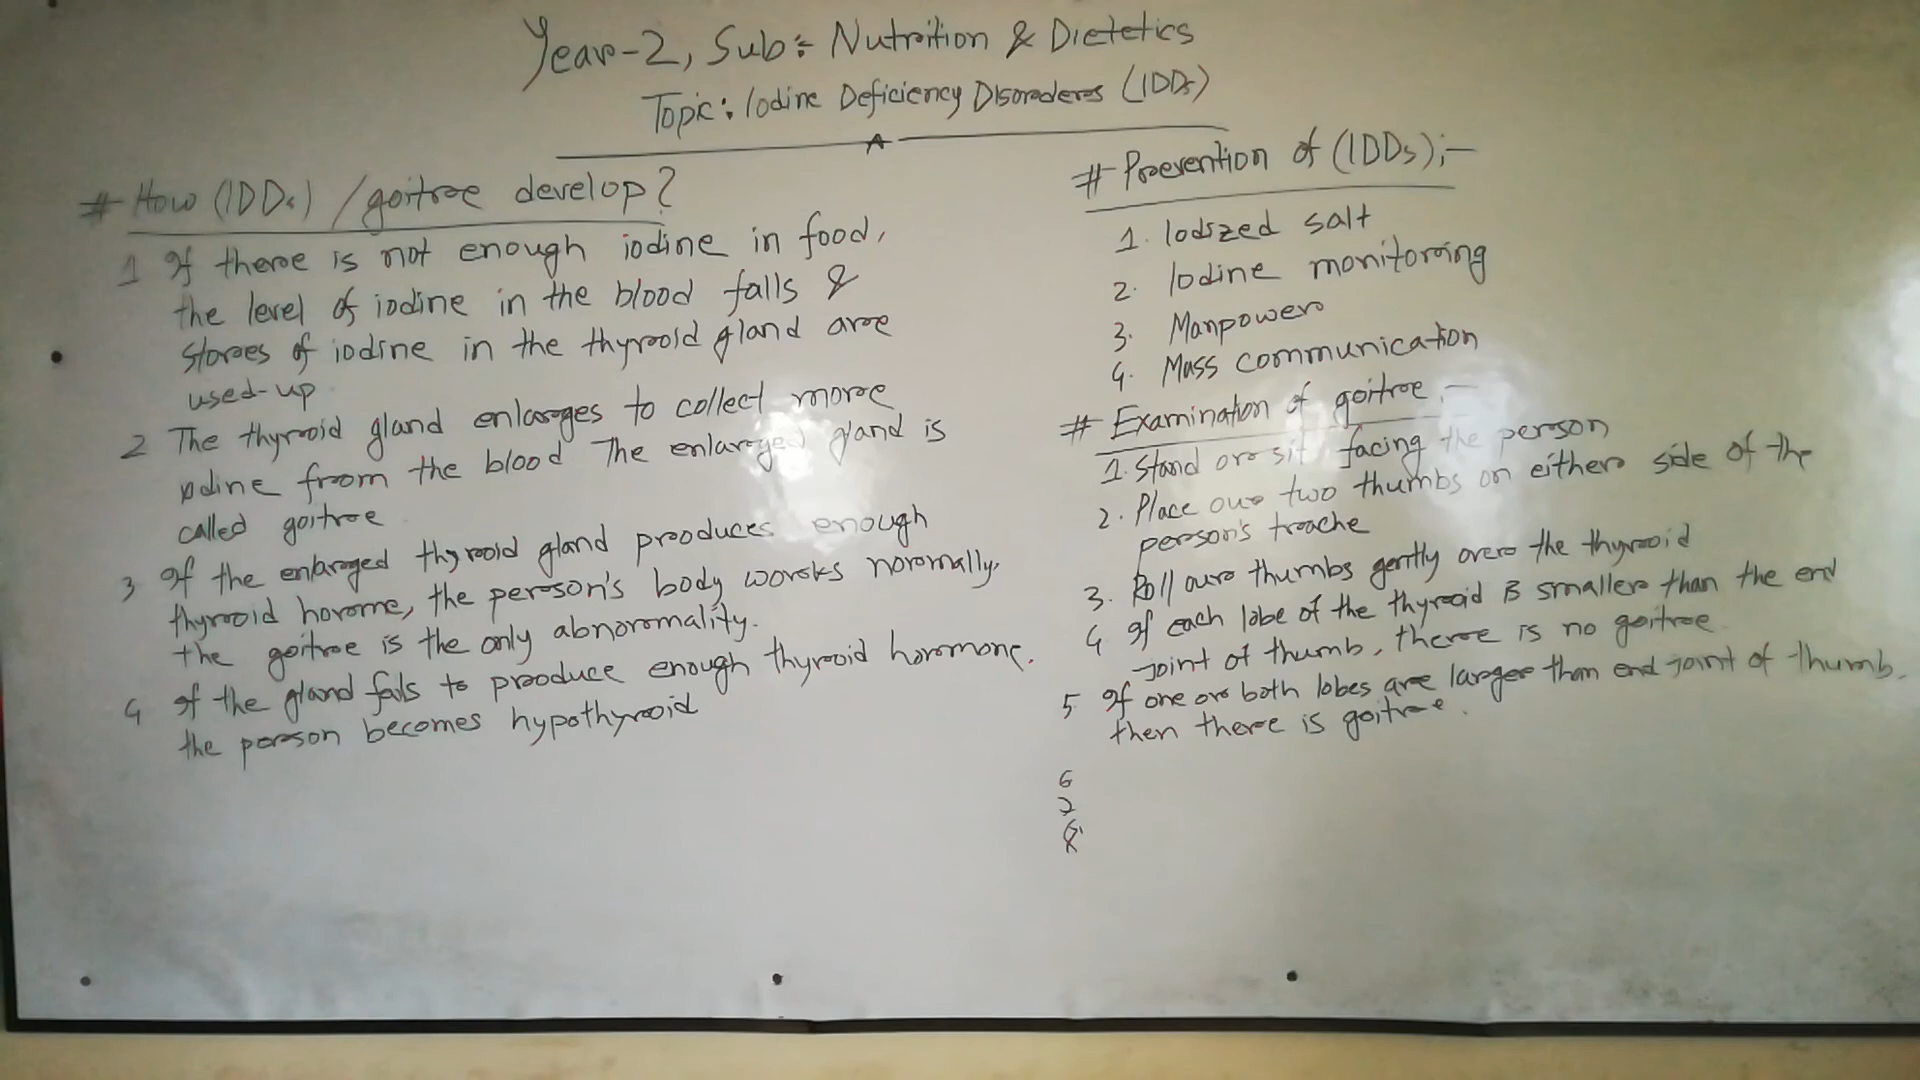 Year-2, Sub: Nutrition & Dietetics
Topic: Iodine Deficiency Disorders (IDDs)
# How (IDDs) / goitre develop?
1 If there is not enough iodine in food,
the level of iodine in the blood falls &
stores of iodine in the thyroid gland are
used-up.
2 The thyroid gland enlarges to collect more
iodine from the blood The enlarged gland is
called goitre
3 If the enlarged thyroid gland produces enough
thyroid horome, the person's body works normally,
the goitre is the only abnormality.
4 If the gland fails to produce enough thyroid hormone.
the person becomes hypothyroid
# Prevention of (IDDs);-
1. Iodized salt
2. Iodine monitoring
3. Manpower
4. Mass communication
# Examination of goitre :-
1. Stand or sit facing the person
2. Place our two thumbs on either side of the
person's trache
3. Roll our thumbs gently over the thyroid
4 If each lobe of the thyroid is smaller than the end
joint of thumb, there is no goitre
5 If one or both lobes are larger than end joint of thumb.
then there is goitre.
6
7
8